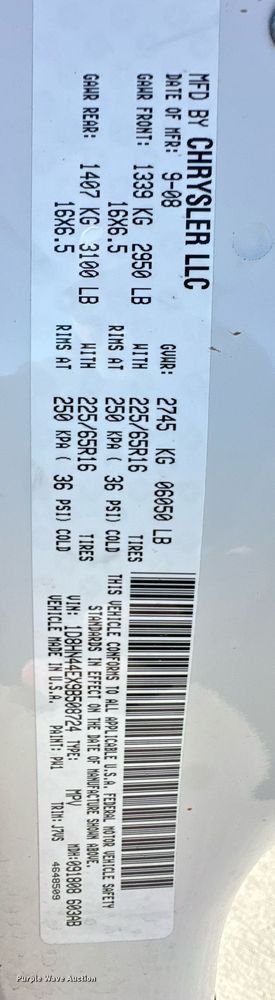 MFD BY CHRYSLER LLC
DATE OF MFR: 9-08 GVWR: 2745 KG 06050 LB
GAWR FRONT: 1339 KG 2950 LB WITH 225/65R16 TIRES
16X6.5 RIMS AT 250 KPA ( 36 PSI) COLD
GAWR REAR: 1407 KG 3100 LB WITH 225/65R16 TIRES
16X6.5 RIMS AT 250 KPA ( 36 PSI) COLD
THIS VEHICLE CONFORMS TO ALL APPLICABLE U.S.A. FEDERAL MOTOR VEHICLE SAFETY
STANDARDS IN EFFECT ON THE DATE OF MANUFACTURE SHOWN ABOVE.
VIN: 1D8HN44EX9B509724 TYPE: MPV MDH:091808 603AB
VEHICLE MADE IN U.S.A. PAINT: PW1 TRIM: J7VS
4648509
Purple Wave Auction